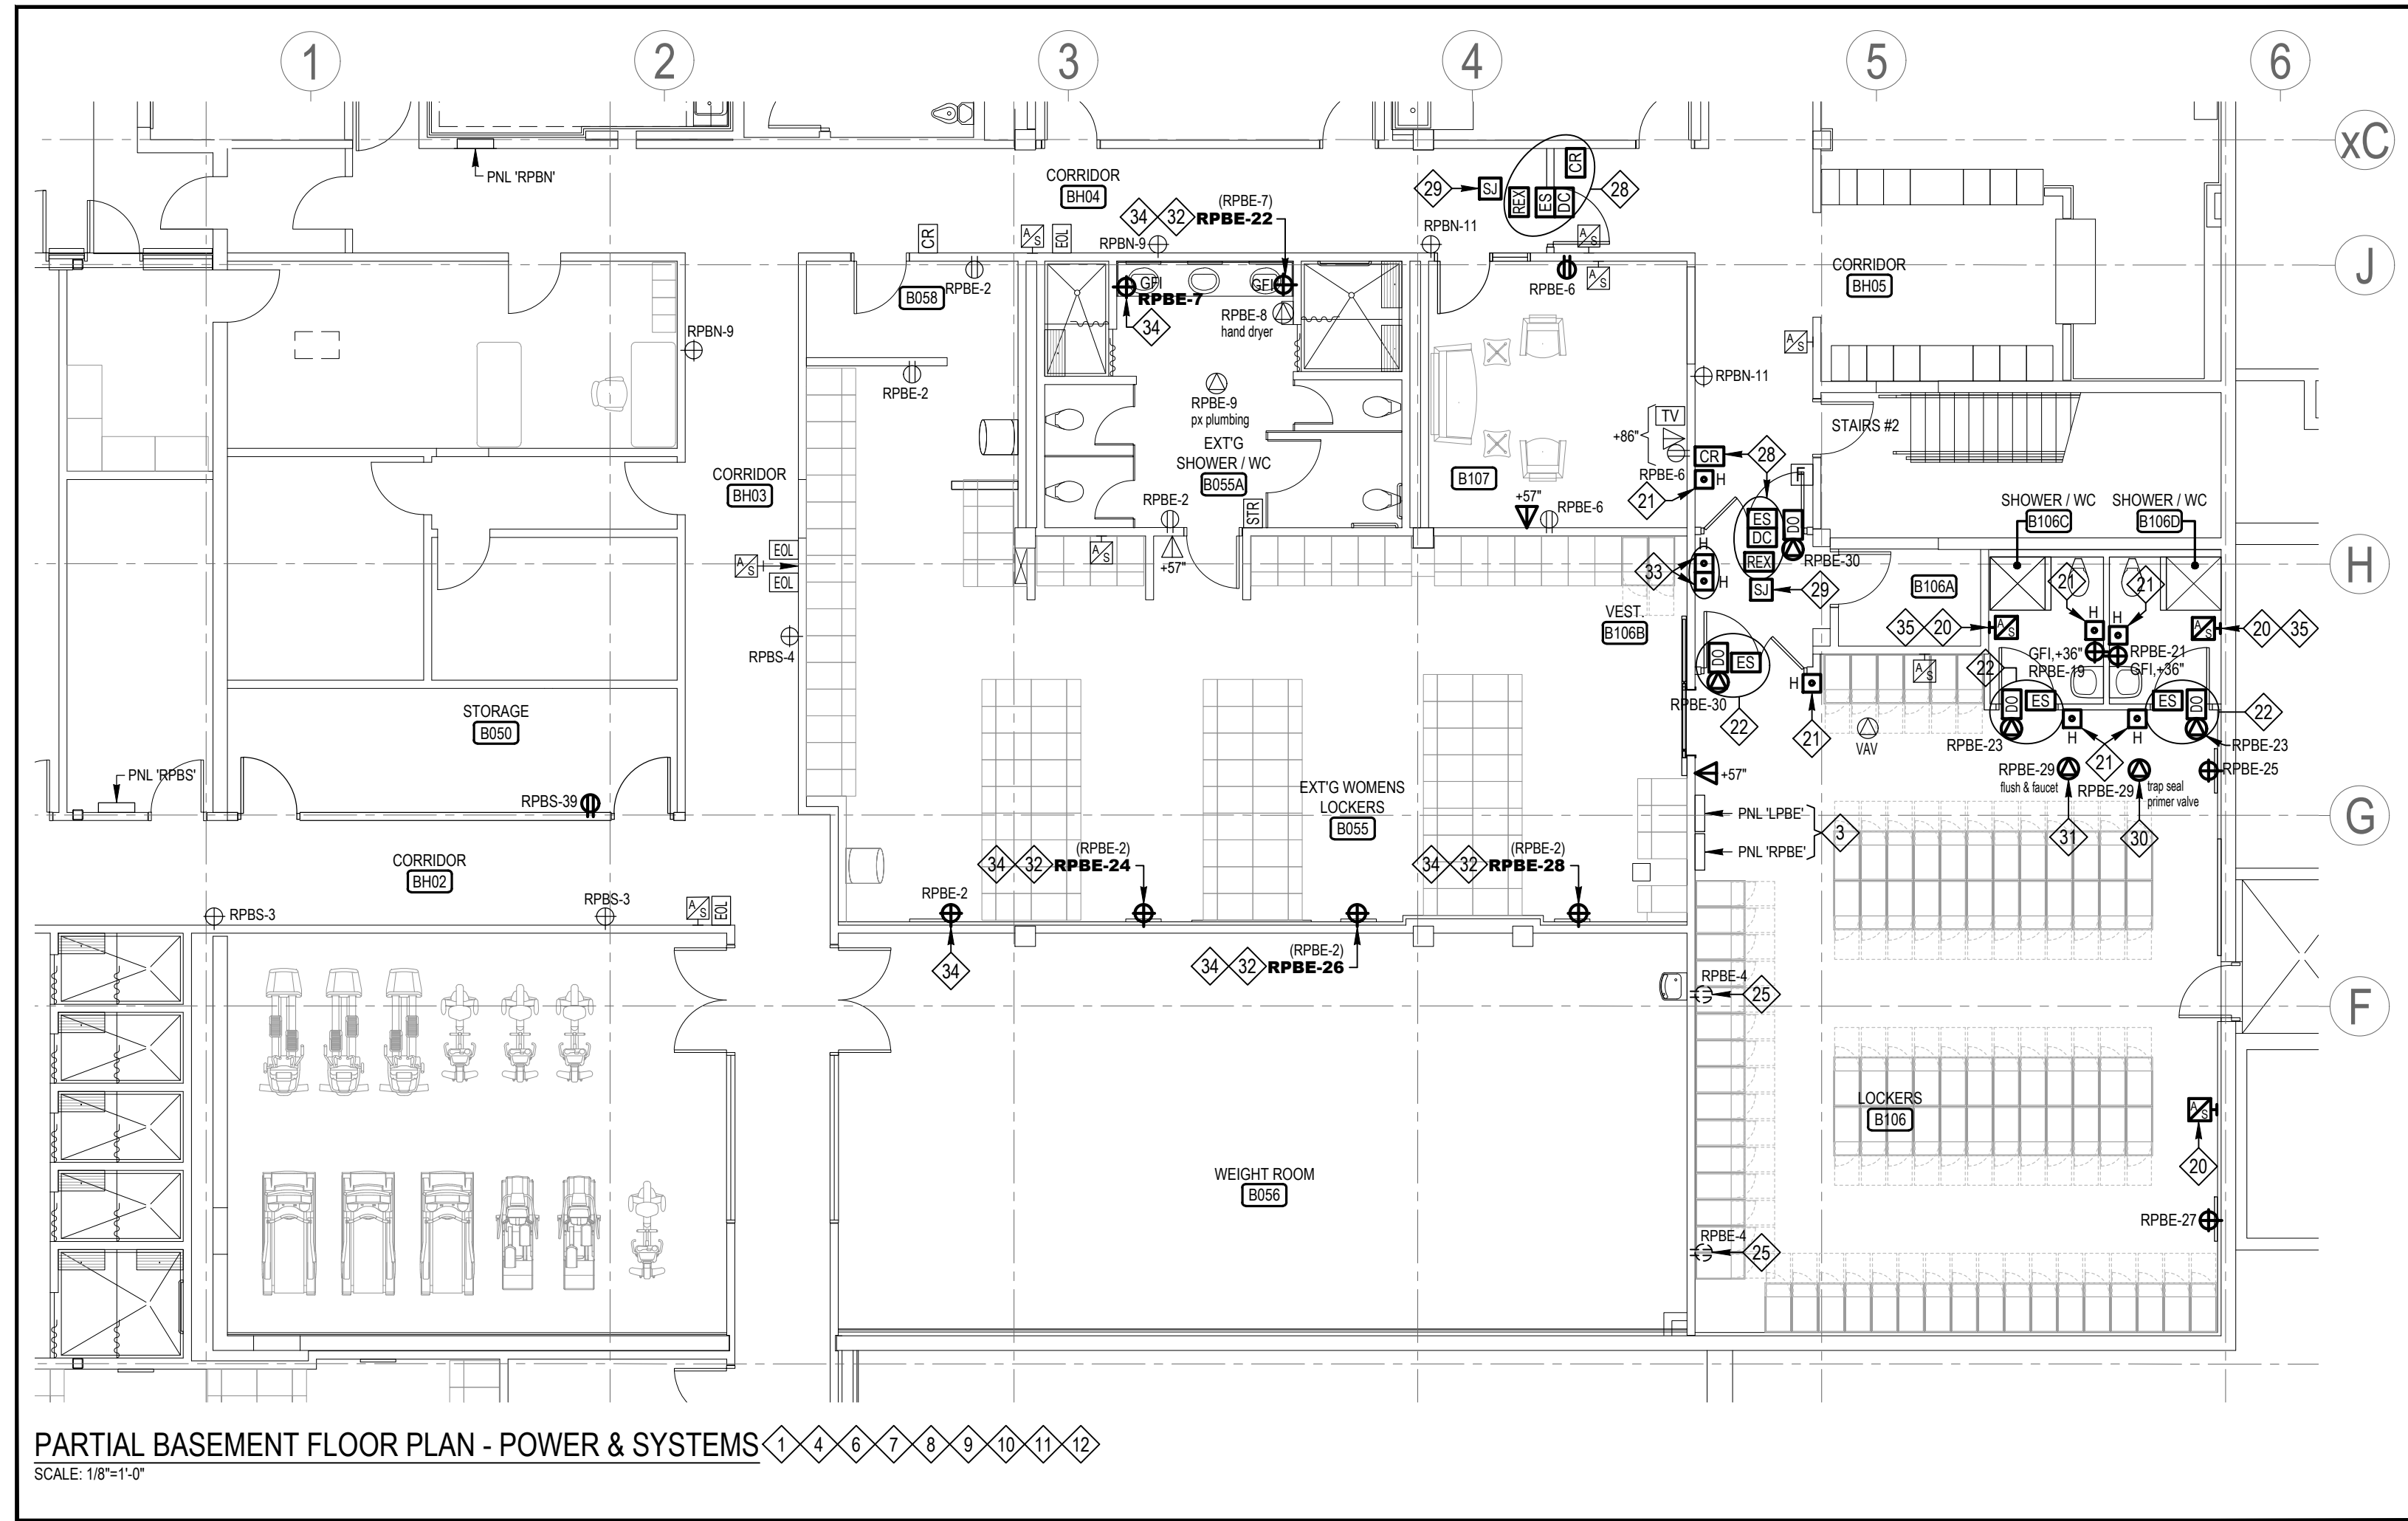 1
2
3
4
5
6
xC
PNL 'RPBN'
CORRIDOR
BH04
29
SJ
REX
ES
DC
CR
28
34
32
(RPBE-7)
RPBE-22
RPBN-9
RPBN-11
CR
A/S
EOL
A/S
A/S
J
CORRIDOR
BH05
B058
RPBE-2
GFI
RPBE-7
34
GFI
RPBE-8
hand dryer
RPBE-6
RPBN-9
A/S
RPBE-2
RPBE-9
px plumbing
RPBN-11
TV
+86"
STAIRS #2
EXT'G
SHOWER / WC
B055A
CORRIDOR
BH03
B107
RPBE-6
CR
28
21
H
F
RPBE-2
STR
+57"
RPBE-6
SHOWER / WC
B106C
SHOWER / WC
B106D
ES
DC
DO
REX
RPBE-30
H
H
33
SJ
29
H
EOL
A/S
EOL
A/S
+57"
B106A
21
21
VEST.
B106B
35
20
A/S
H
H
A/S
20
35
RPBS-4
GFI,+36"
RPBE-19
RPBE-21
GFI,+36"
A/S
DO
ES
RPBE-30
22
H
21
22
DO
ES
ES
DO
22
STORAGE
B050
VAV
RPBE-23
H
H
21
RPBE-23
PNL 'RPBS'
RPBS-39
+57"
RPBE-29
flush & faucet
RPBE-29
trap seal
primer valve
RPBE-25
EXT'G WOMENS
LOCKERS
B055
PNL 'LPBE'
PNL 'RPBE'
3
31
30
G
CORRIDOR
BH02
34
32
(RPBE-2)
RPBE-24
34
32
(RPBE-2)
RPBE-28
RPBS-3
RPBS-3
A/S
EOL
RPBE-2
34
34
32
(RPBE-2)
RPBE-26
RPBE-4
25
F
LOCKERS
B106
A/S
20
WEIGHT ROOM
B056
RPBE-27
RPBE-4
25
PARTIAL BASEMENT FLOOR PLAN - POWER & SYSTEMS 1 4 6 7 8 9 10 11 12
SCALE: 1/8"=1'-0"